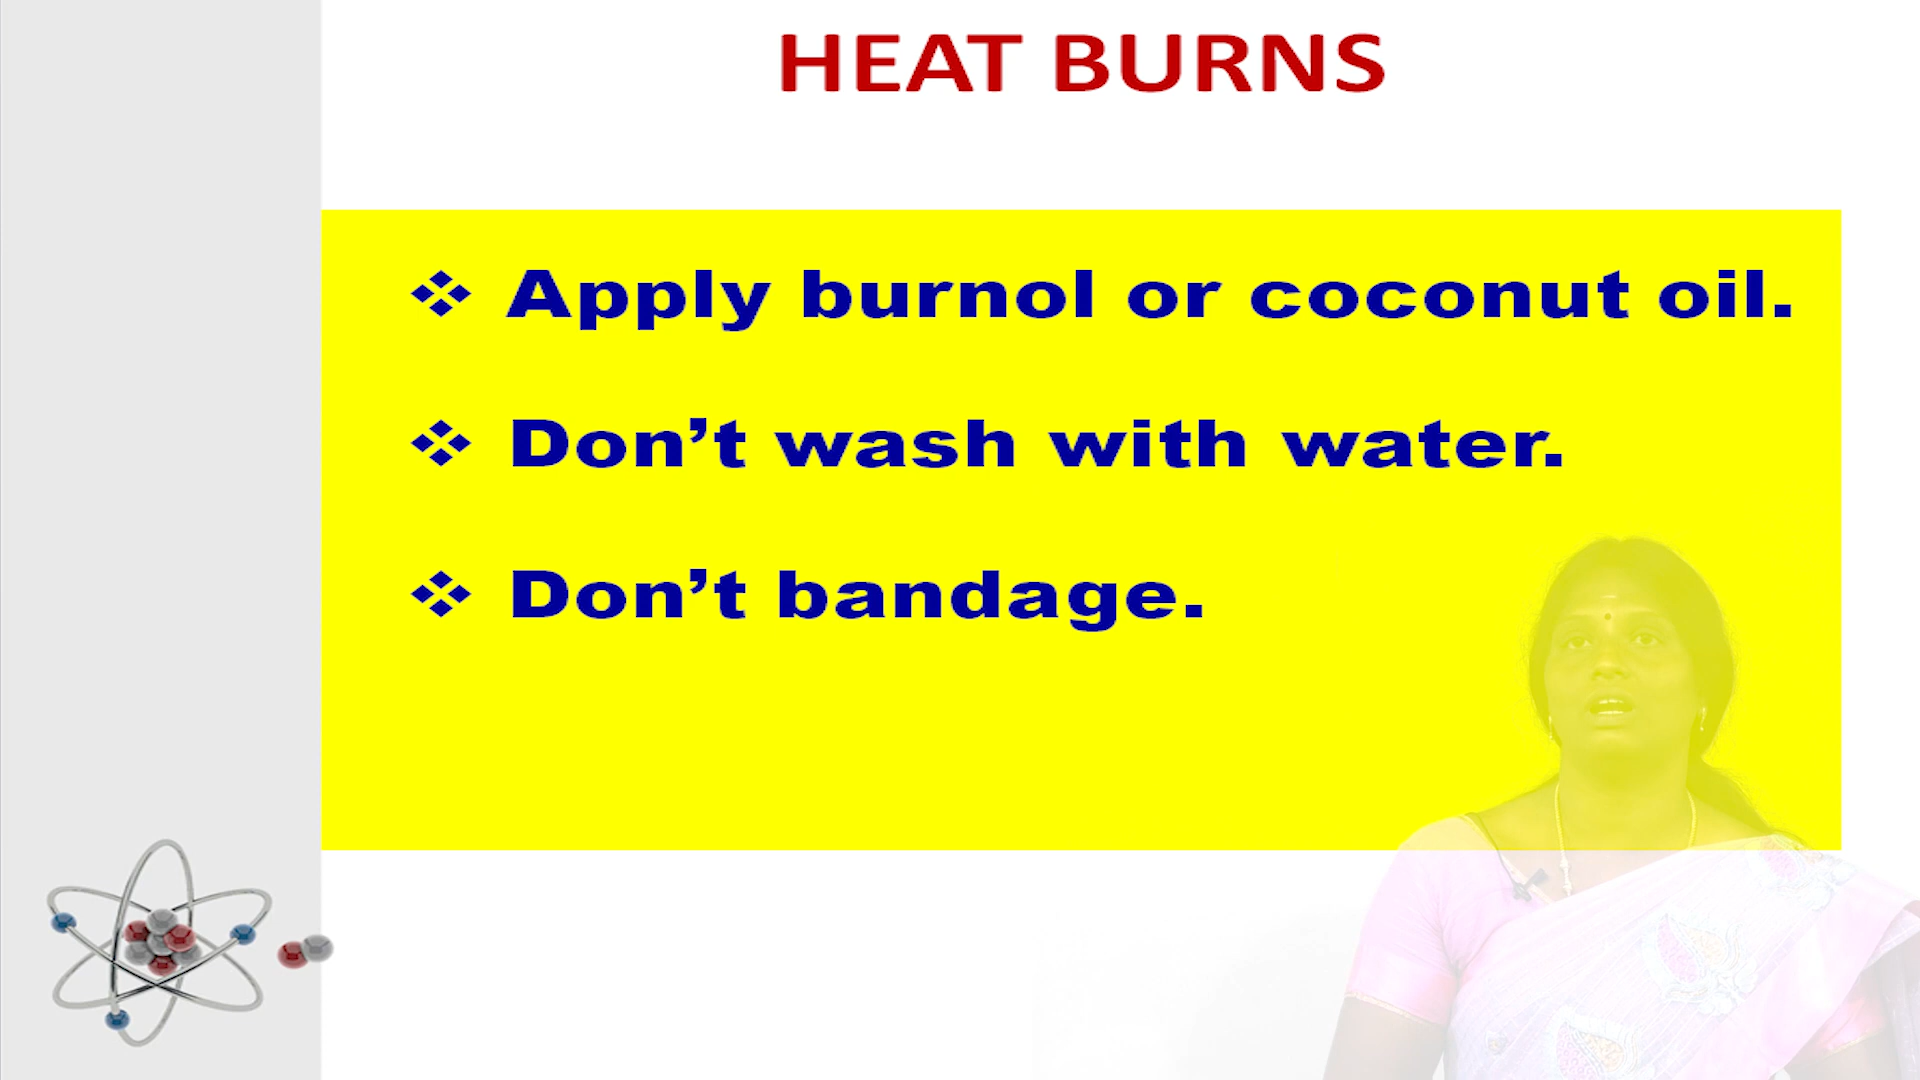 HEAT BURNS
❖ Apply burnol or coconut oil.
❖ Don’t wash with water.
❖ Don’t bandage.